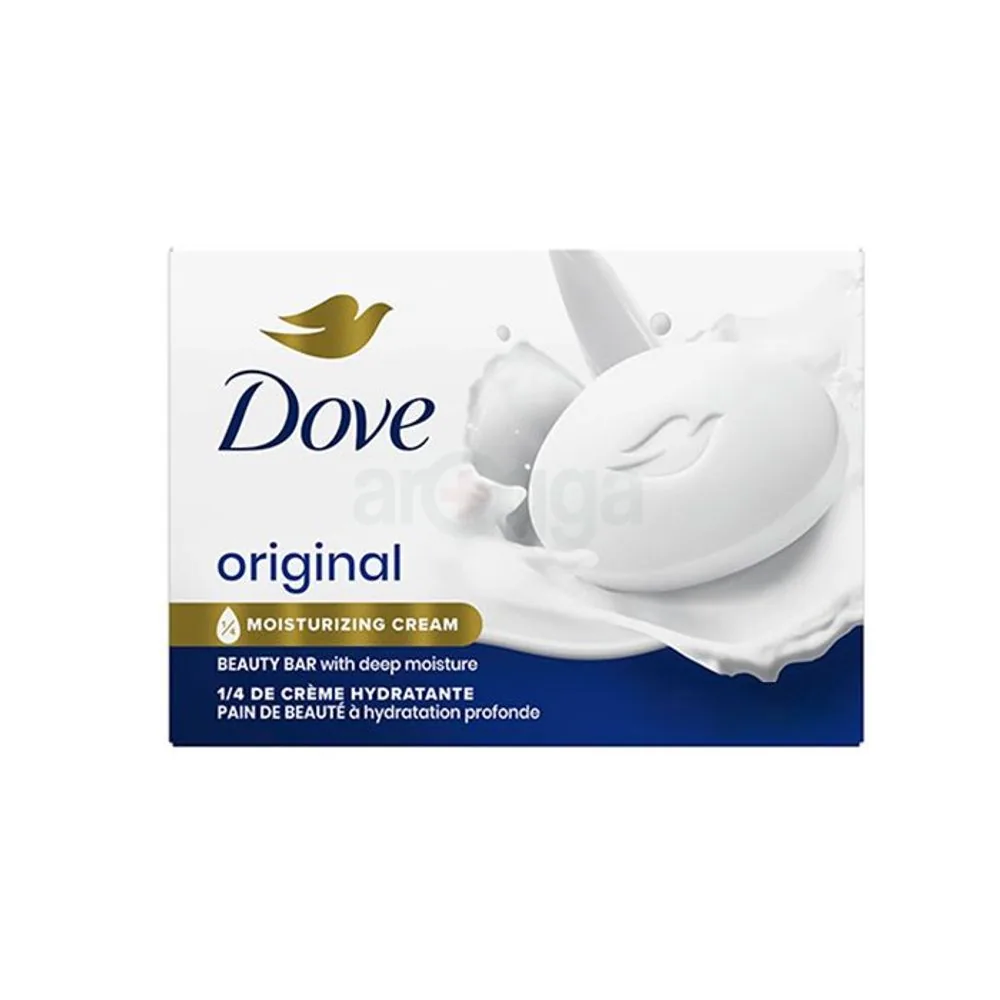 Dove
arogga
original
1/4 MOISTURIZING CREAM
BEAUTY BAR with deep moisture
1/4 DE CRÈME HYDRATANTE
PAIN DE BEAUTÉ à hydratation profonde